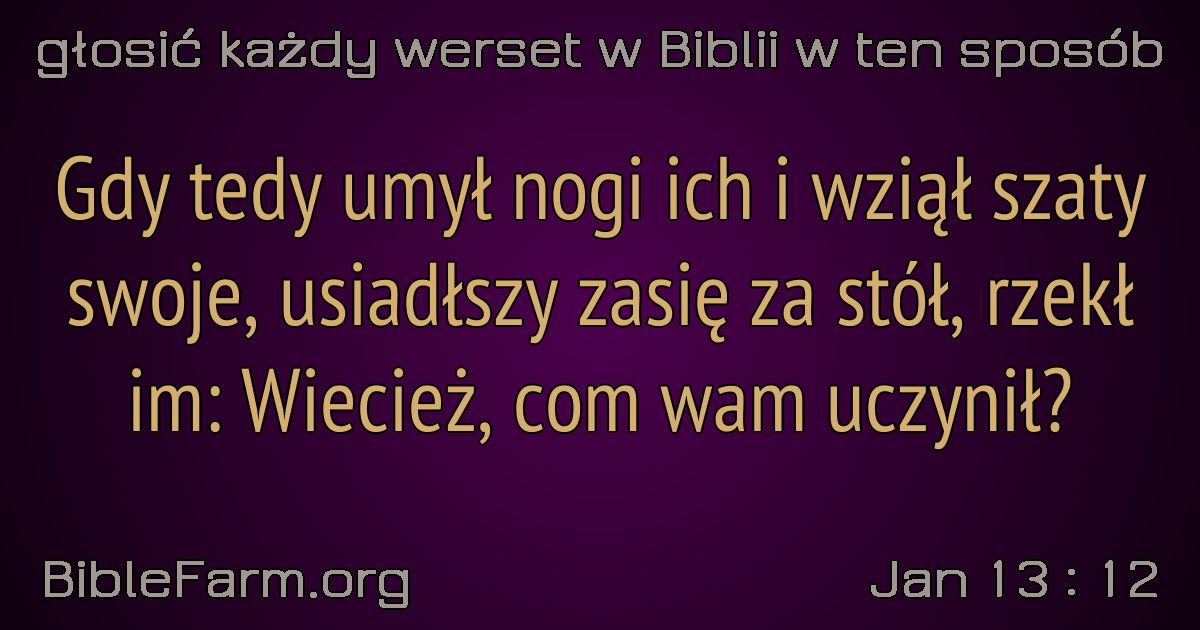 głosić każdy werset w Biblii w ten sposób
Gdy tedy umył nogi ich i wziął szaty
swoje, usiadłszy zasię za stół, rzekł
im: Wiecież, com wam uczynił?
BibleFarm.org
Jan 13 : 12